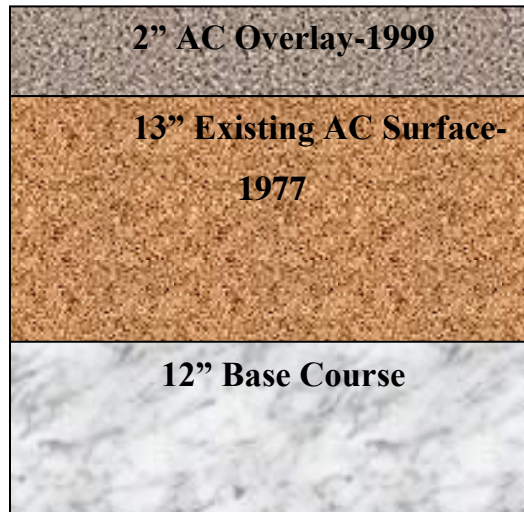 2” AC Overlay-1999
13” Existing AC Surface-
1977
12” Base Course